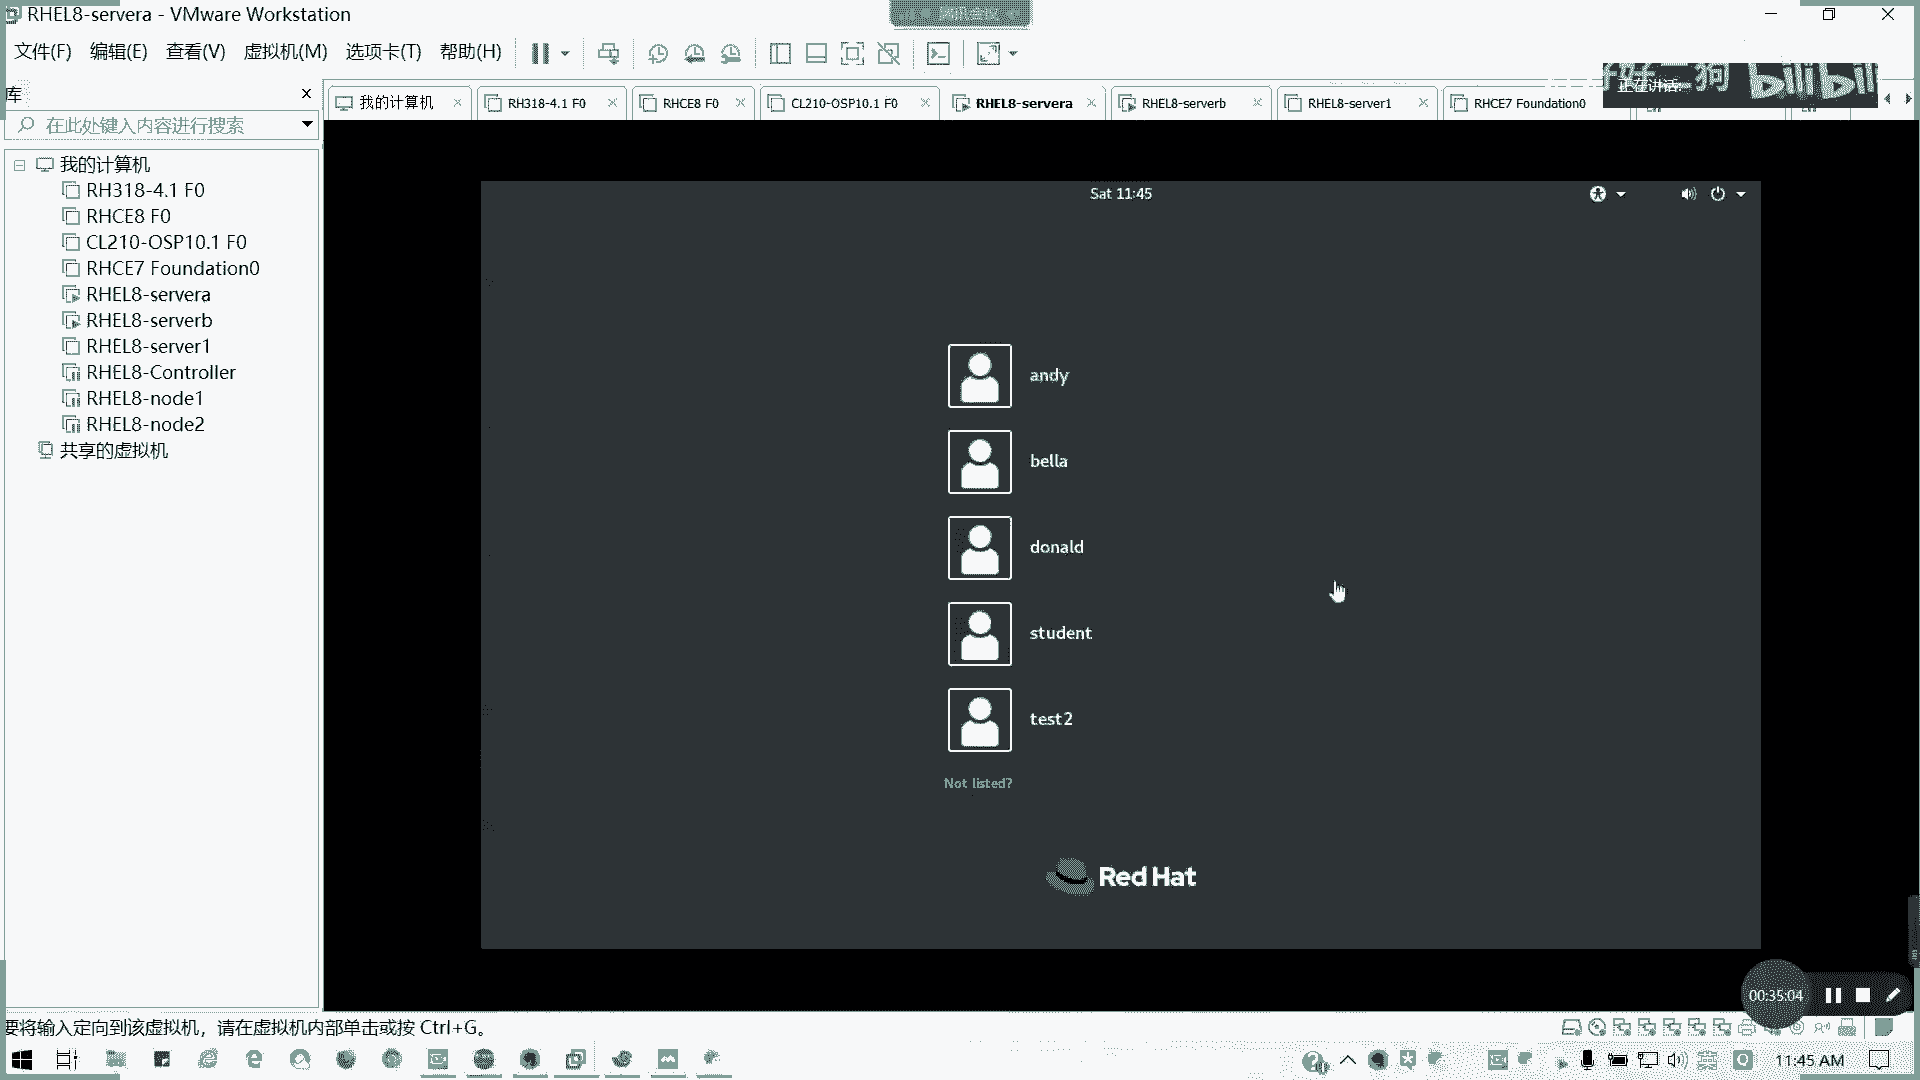 RHEL8-servera - VMware Workstation
文件(F) 编辑(E) 查看(V) 虚拟机(M) 选项卡(T) 帮助(H)
正在讲话:
bilibili
库
在此处键入内容进行搜索
我的计算机
RH318-4.1 F0
RHCE8 F0
CL210-OSP10.1 F0
RHCE7 Foundation0
RHEL8-servera
RHEL8-serverb
RHEL8-server1
RHEL8-Controller
RHEL8-node1
RHEL8-node2
共享的虚拟机
我的计算机 RH318-4.1 F0 RHCE8 F0 CL210-OSP10.1 F0 RHEL8-servera RHEL8-serverb RHEL8-server1 RHCE7 Foundation0
Sat 11:45
andy
bella
donald
student
test2
Not listed?
Red Hat
00:35:04
要将输入定向到该虚拟机，请在虚拟机内部单击或按 Ctrl+G。
英
11:45 AM